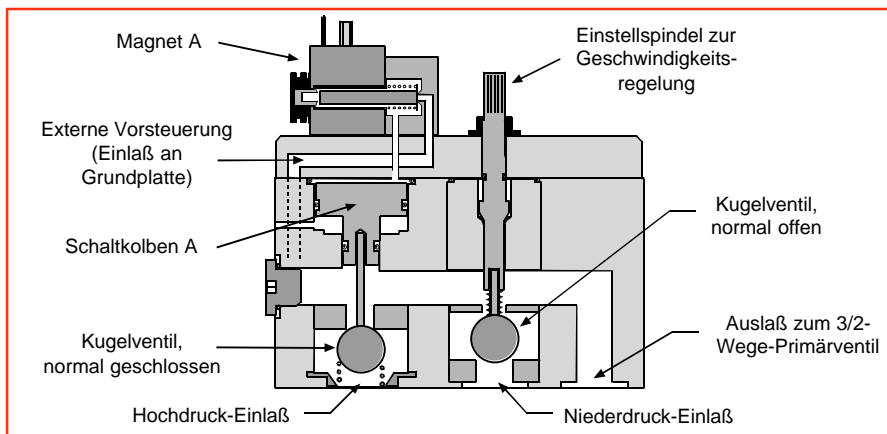 Magnet A
Einstellspindel zur
Geschwindigkeits-
regelung
Externe Vorsteuerung
(Einlaß an
Grundplatte)
Kugelventil,
normal offen
Schaltkolben A
Kugelventil,
normal geschlossen
Auslaß zum 3/2-
Wege-Primärventil
Hochdruck-Einlaß
Niederdruck-Einlaß